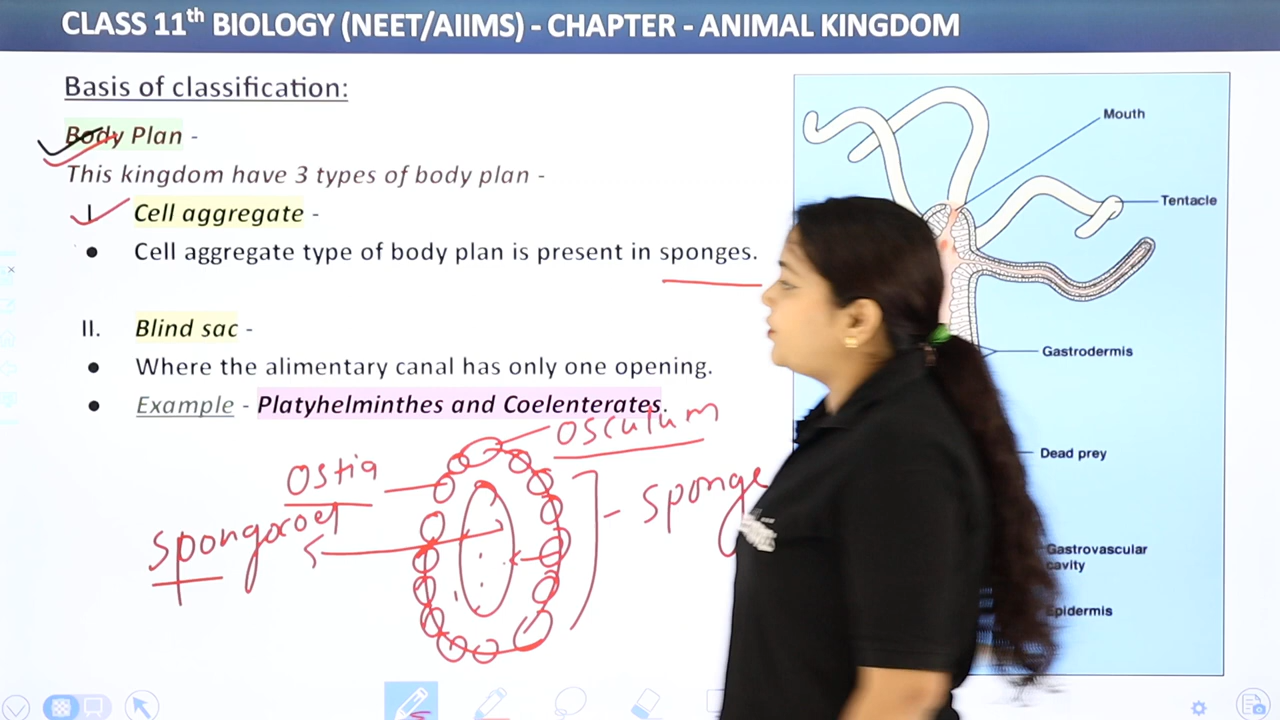 CLASS 11th BIOLOGY (NEET/AIIMS) - CHAPTER - ANIMAL KINGDOM
Basis of classification:
Body Plan -
This kingdom have 3 types of body plan -
I. Cell aggregate -
• Cell aggregate type of body plan is present in sponges.
II. Blind sac -
• Where the alimentary canal has only one opening.
• Example - Platyhelminthes and Coelenterates.
Osculum
Ostia
Spongocoel
Sponge
Mouth
Tentacle
Gastrodermis
Dead prey
Gastrovascular
cavity
Epidermis